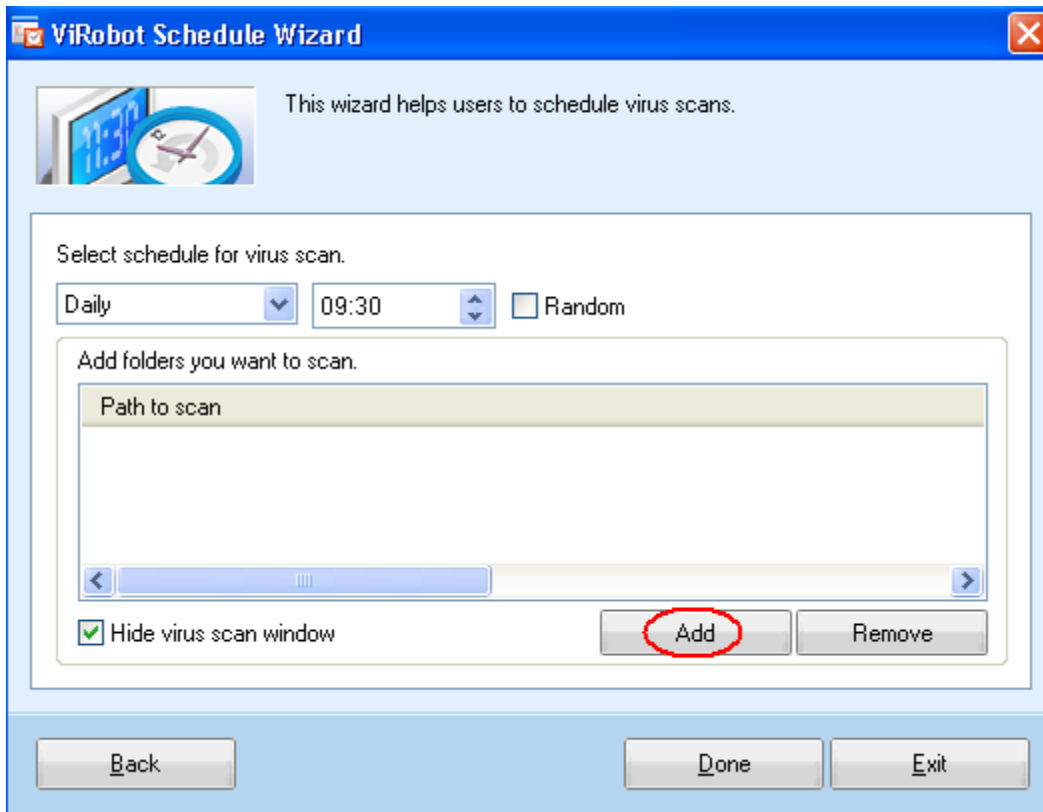 ViRobot Schedule Wizard
This wizard helps users to schedule virus scans.
11:30
Select schedule for virus scan.
Daily 09:30 Random
Add folders you want to scan.
Path to scan
Hide virus scan window Add Remove
Back Done Exit